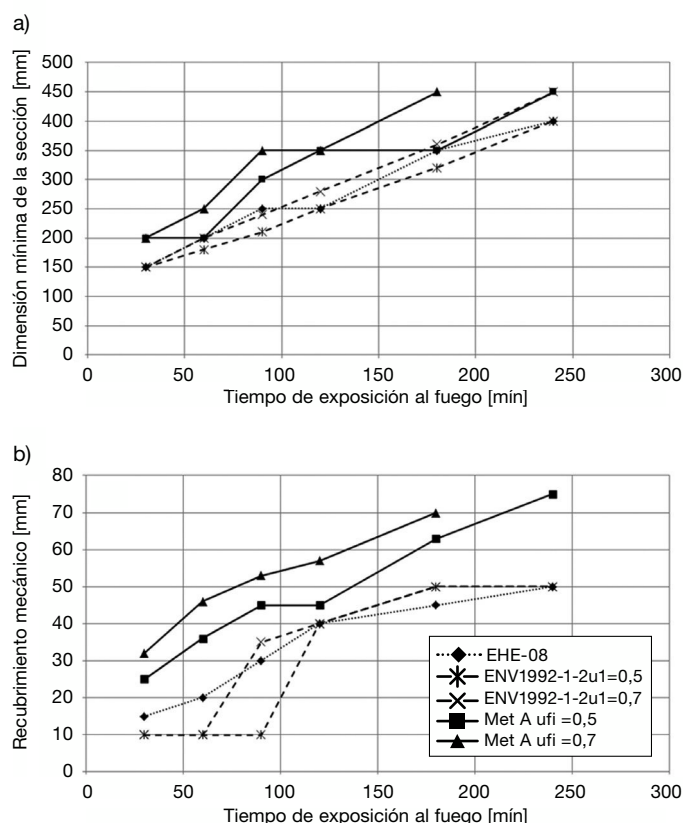 a)
Dimensión mínima de la sección [mm]
500
450
400
350
300
250
200
150
100
50
0
0 50 100 150 200 250 300
Tiempo de exposición al fuego [mín]
b)
Recubrimiento mecánico [mm]
80
70
60
50
40
30
20
10
0
EHE-08
ENV1992-1-2u1=0,5
ENV1992-1-2u1=0,7
Met A ufi =0,5
Met A ufi =0,7
0 50 100 150 200 250 300
Tiempo de exposición al fuego [mín]